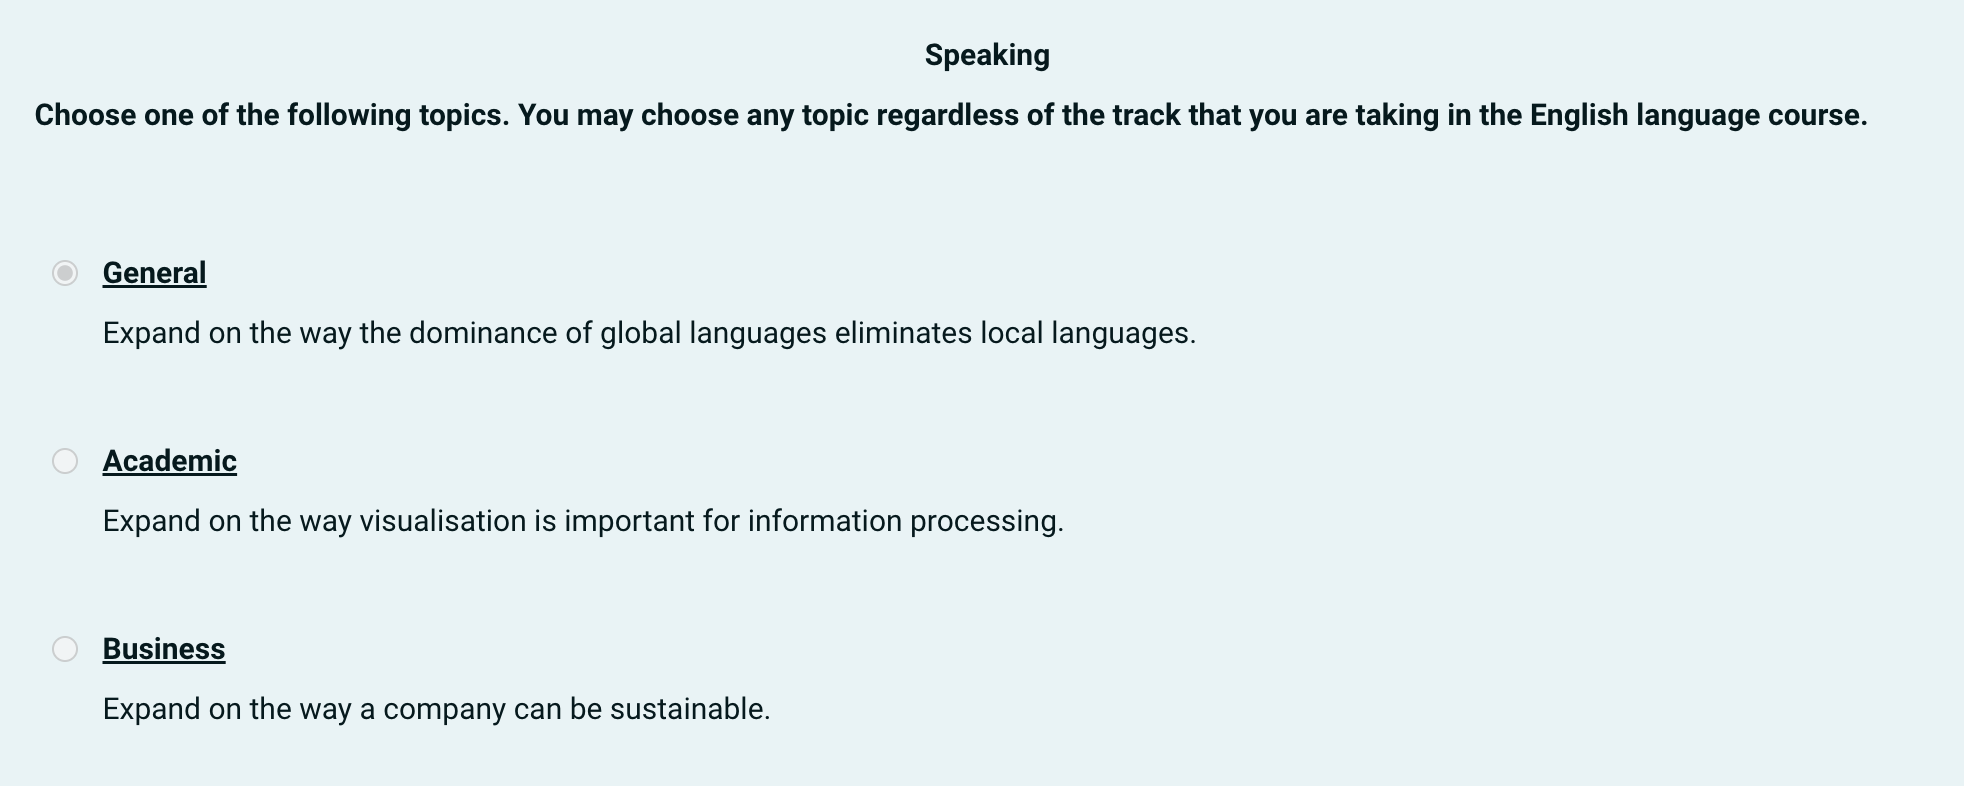 Speaking
Choose one of the following topics. You may choose any topic regardless of the track that you are taking in the English language course.
General
Expand on the way the dominance of global languages eliminates local languages.
Academic
Expand on the way visualisation is important for information processing.
Business
Expand on the way a company can be sustainable.